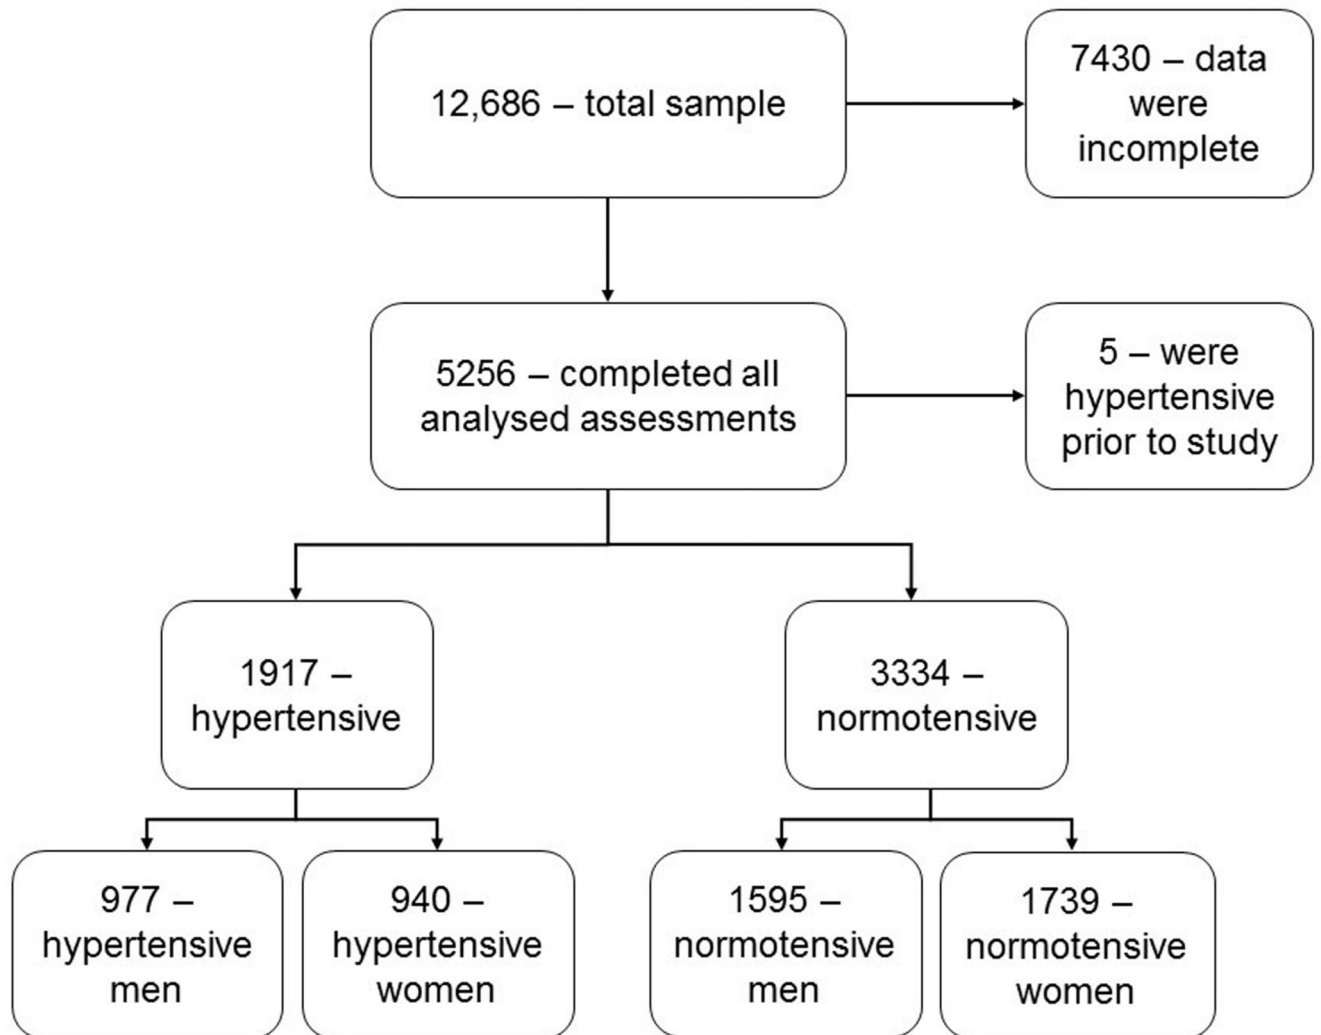 12,686 – total sample
7430 – data
were
incomplete
5256 – completed all
analysed assessments
5 – were
hypertensive
prior to study
1917 –
hypertensive
3334 –
normotensive
977 –
hypertensive
men
940 –
hypertensive
women
1595 –
normotensive
men
1739 –
normotensive
women